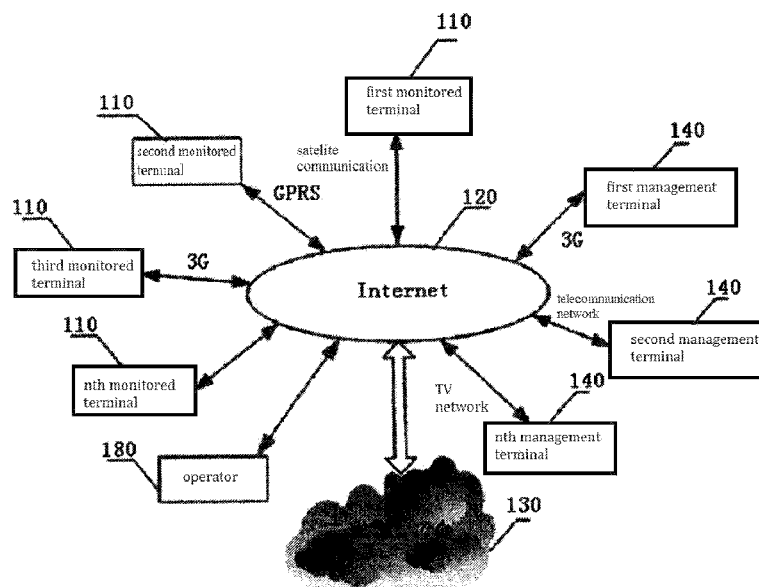 110
first monitored
terminal
110
second monitored
terminal
satelite
communication
GPRS
140
first management
terminal
3G
120
110
third monitored
terminal
3G
Internet
telecommunication
network
140
second management
terminal
110
nth monitored
terminal
TV
network
140
nth management
terminal
180
operator
130